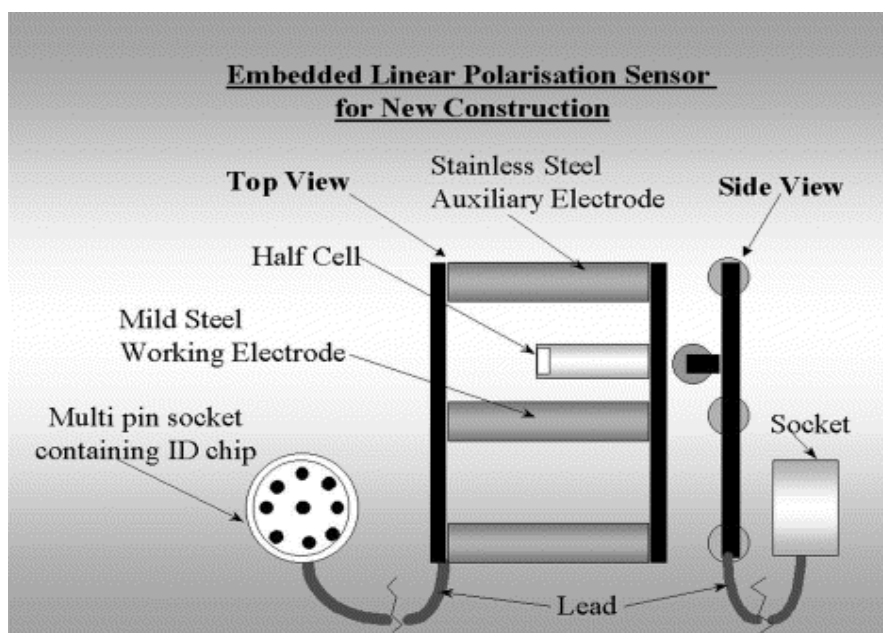 Embedded Linear Polarisation Sensor
for New Construction
Stainless Steel
Auxiliary Electrode
Top View
Side View
Half Cell
Mild Steel
Working Electrode
Multi pin socket
containing ID chip
Socket
Lead